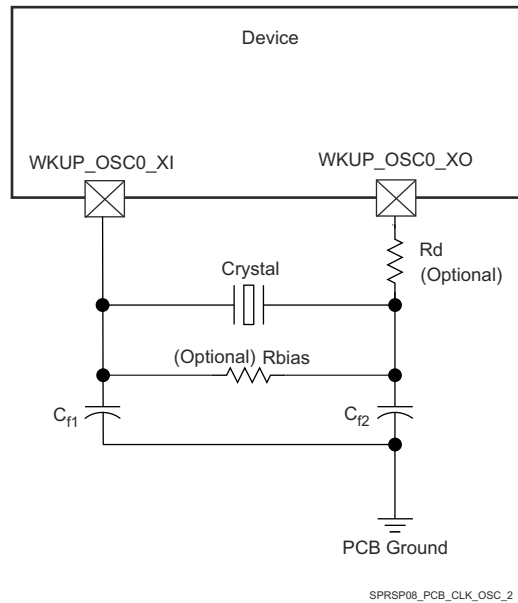 Device
WKUP_OSC0_XI
WKUP_OSC0_XO
Rd
(Optional)
Crystal
(Optional) Rbias
Cf1
Cf2
PCB Ground
SPRSP08_PCB_CLK_OSC_2